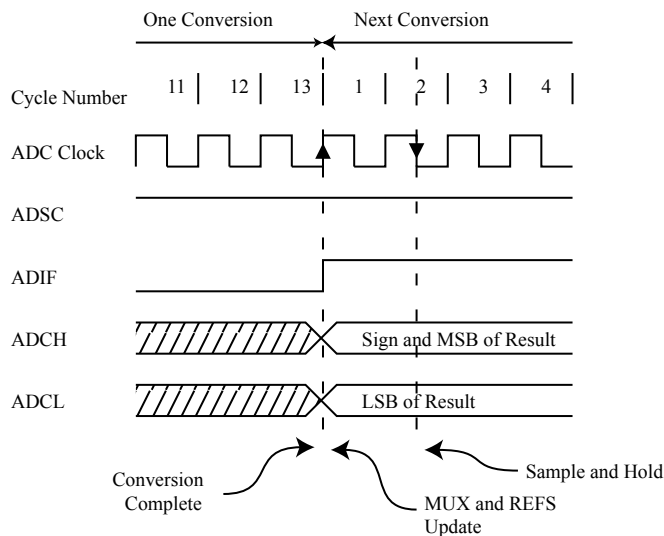 One Conversion Next Conversion
Cycle Number 11 12 13 1 2 3 4
ADC Clock
ADSC
ADIF
ADCH Sign and MSB of Result
ADCL LSB of Result
Conversion
Complete
MUX and REFS
Update
Sample and Hold